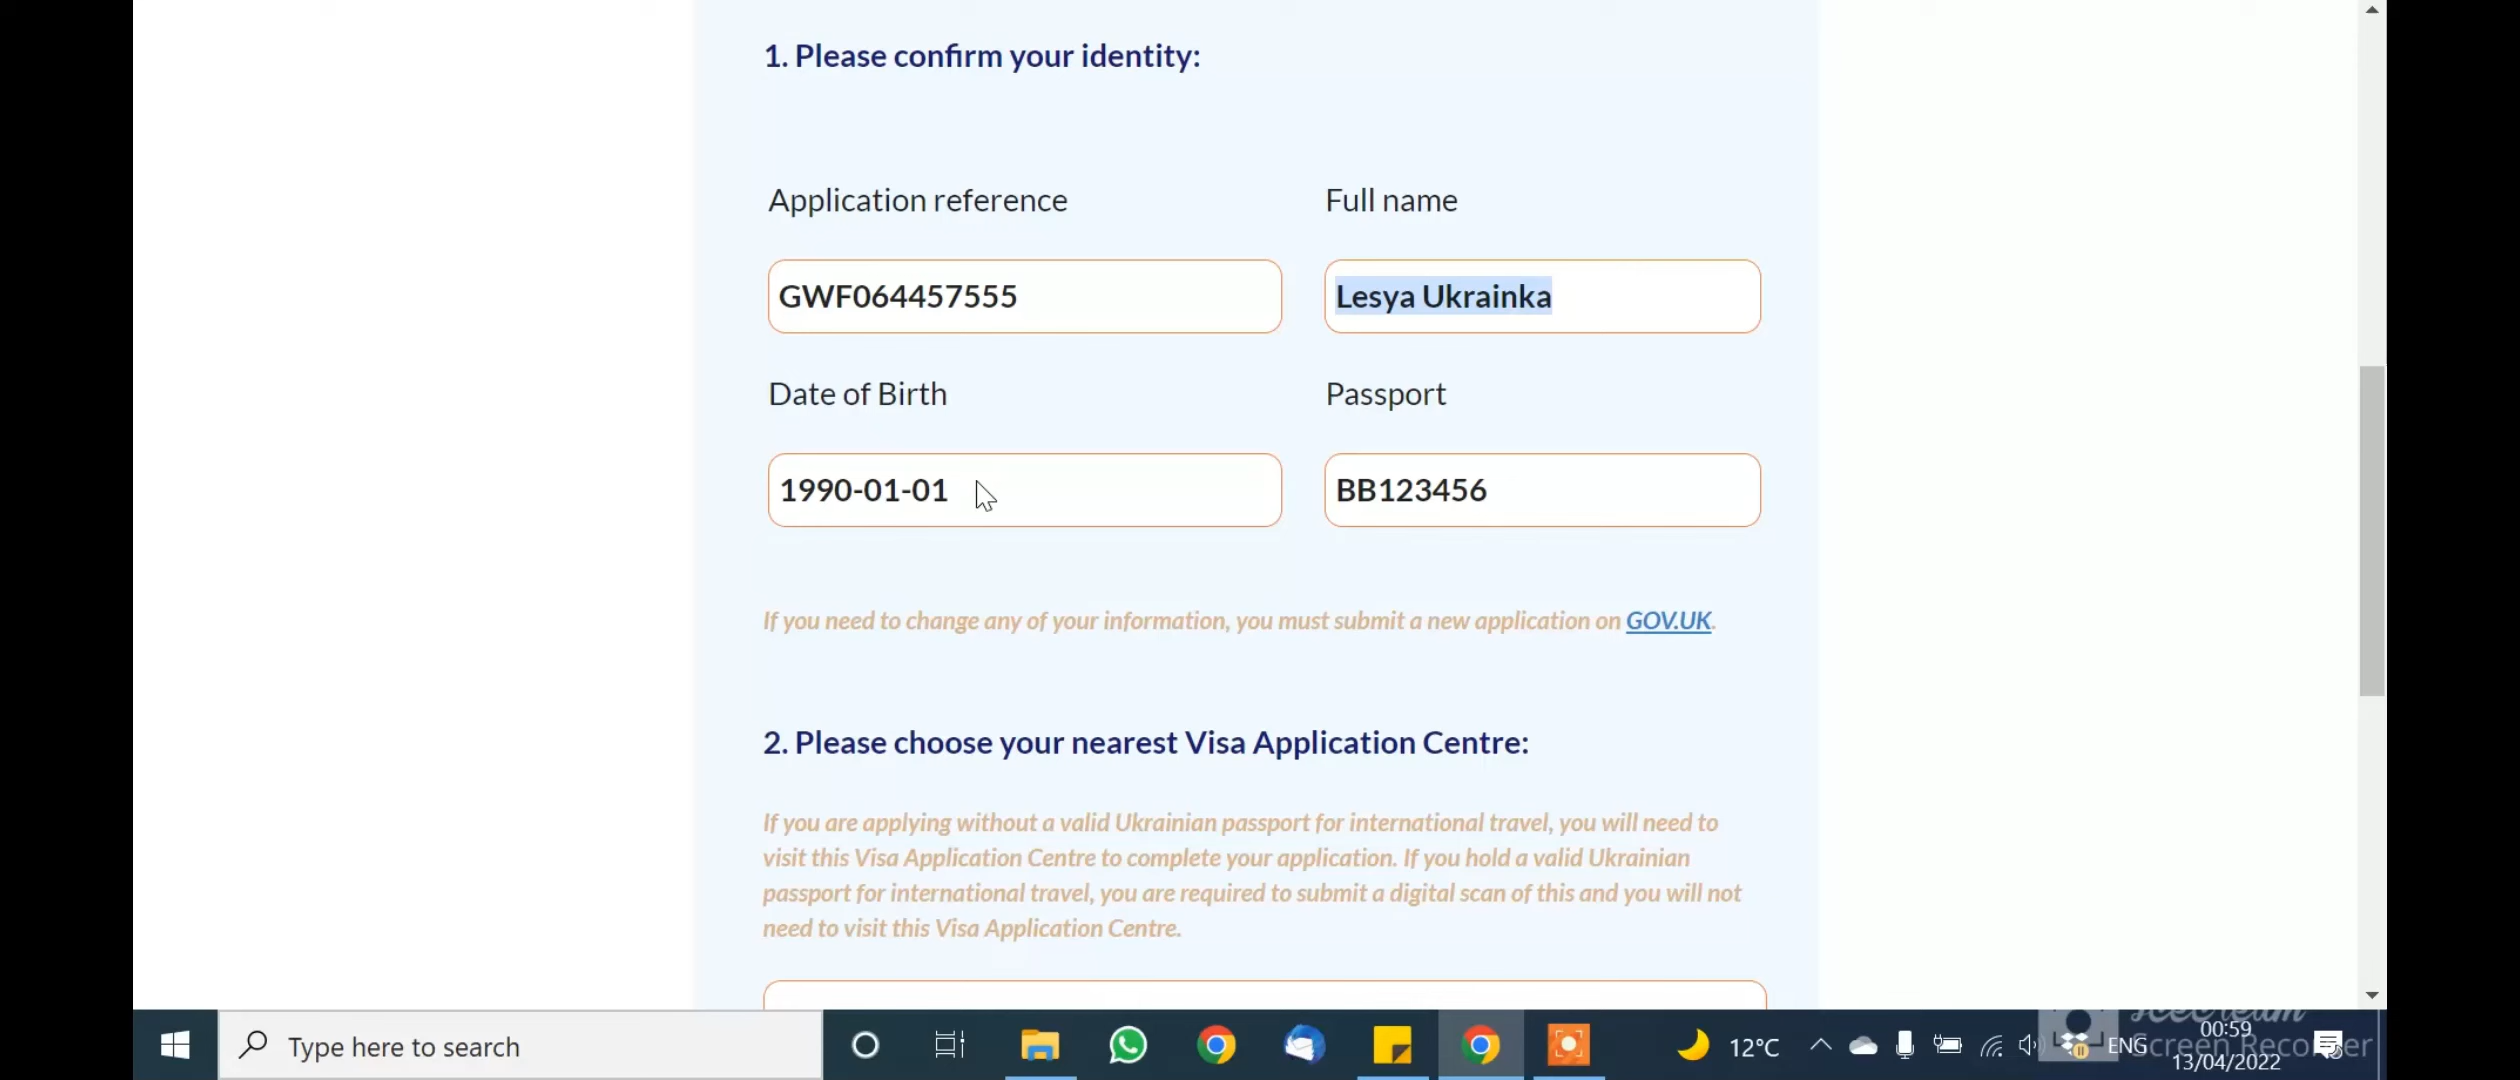 1. Please confirm your identity:
Application reference
Full name
GWF064457555
Lesya Ukrainka
Date of Birth
Passport
1990-01-01
BB123456
If you need to change any of your information, you must submit a new application on GOV.UK.
2. Please choose your nearest Visa Application Centre:
If you are applying without a valid Ukrainian passport for international travel, you will need to
visit this Visa Application Centre to complete your application. If you hold a valid Ukrainian
passport for international travel, you are required to submit a digital scan of this and you will not
need to visit this Visa Application Centre.
Type here to search
12°C
ENG
00:59
13/04/2022
Icecream
Screen Recorder